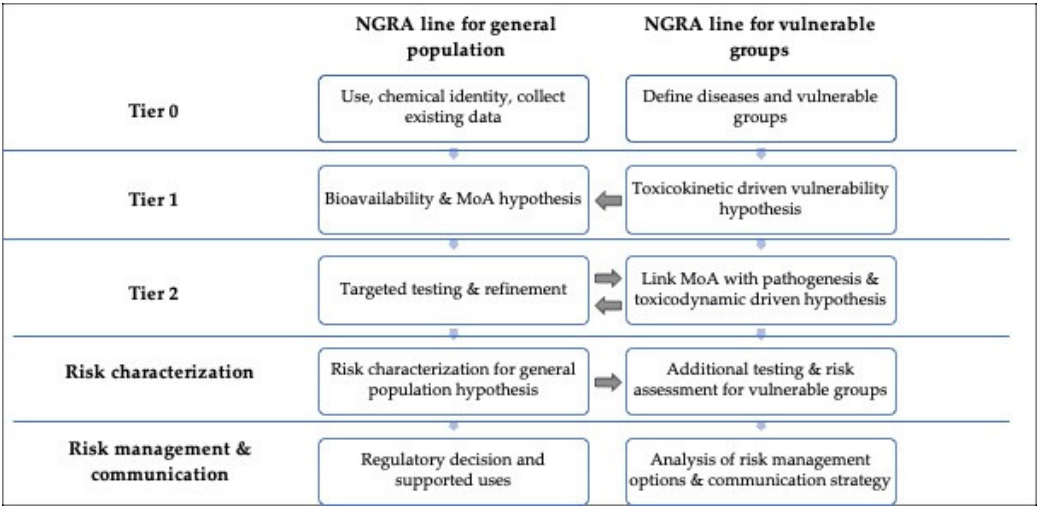 NGRA line for general
population
NGRA line for vulnerable
groups
Tier 0
Use, chemical identity, collect
existing data
Define diseases and vulnerable
groups
Tier 1
Bioavailability & MoA hypothesis
Toxicokinetic driven vulnerability
hypothesis
Tier 2
Targeted testing & refinement
Link MoA with pathogenesis &
toxicodynamic driven hypothesis
Risk characterization
Risk characterization for general
population hypothesis
Additional testing & risk
assessment for vulnerable groups
Risk management &
communication
Regulatory decision and
supported uses
Analysis of risk management
options & communication strategy